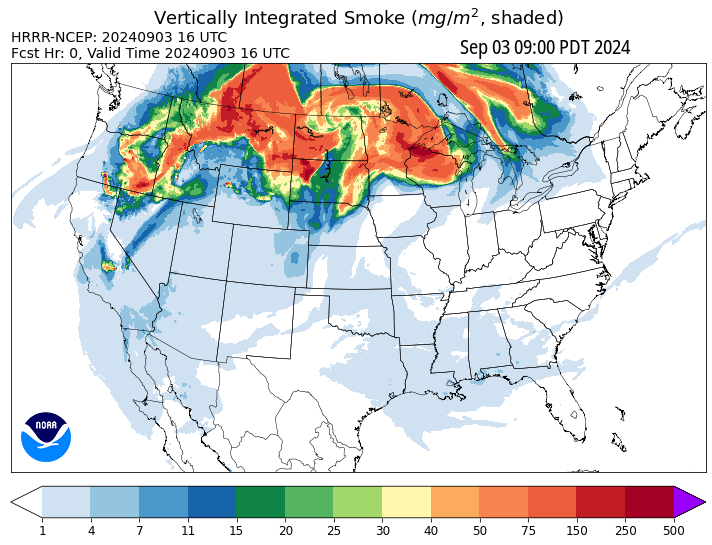 Vertically Integrated Smoke (mg/m², shaded)
HRRR-NCEP: 20240903 16 UTC
Fcst Hr: 0, Valid Time 20240903 16 UTC
Sep 03 09:00 PDT 2024
NOAA
1 4 7 11 15 20 25 30 40 50 75 150 250 500